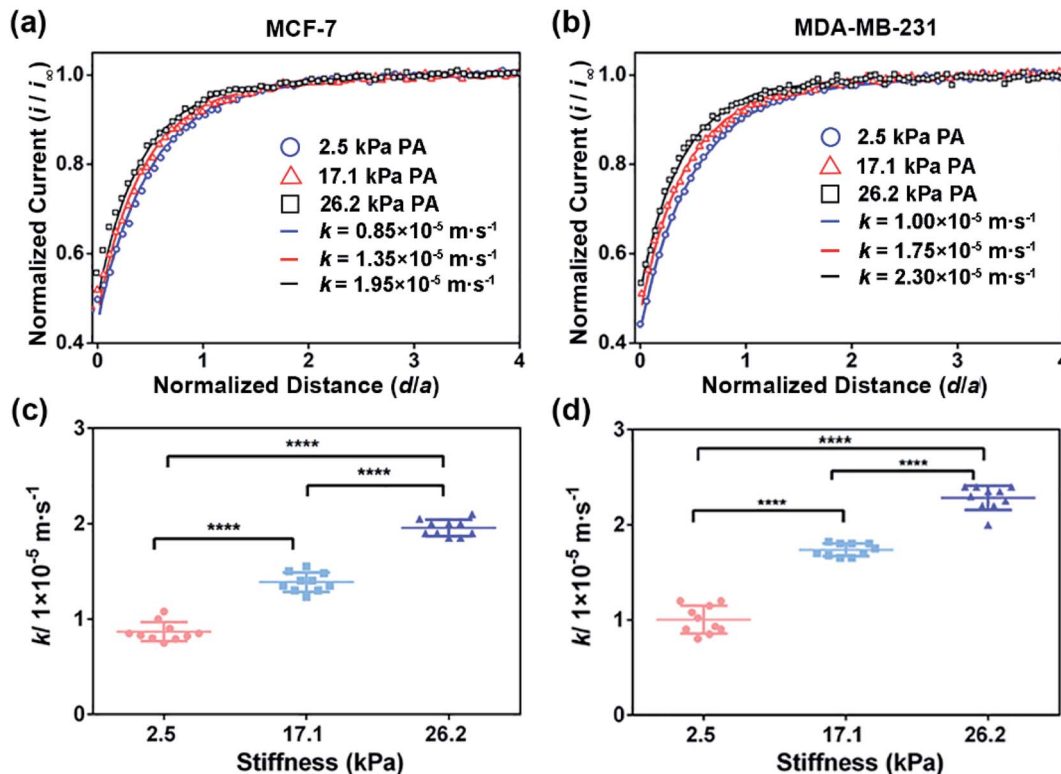 (a)
MCF-7
Normalized Current (i / i∞)
1.0
0.8
0.6
0.4
2.5 kPa PA
17.1 kPa PA
26.2 kPa PA
k = 0.85×10⁻⁵ m·s⁻¹
k = 1.35×10⁻⁵ m·s⁻¹
k = 1.95×10⁻⁵ m·s⁻¹
0 1 2 3 4
Normalized Distance (d/a)
(b)
MDA-MB-231
Normalized Current (i / i∞)
1.0
0.8
0.6
0.4
2.5 kPa PA
17.1 kPa PA
26.2 kPa PA
k = 1.00×10⁻⁵ m·s⁻¹
k = 1.75×10⁻⁵ m·s⁻¹
k = 2.30×10⁻⁵ m·s⁻¹
0 1 2 3 4
Normalized Distance (d/a)
(c)
k/ 1×10⁻⁵ m·s⁻¹
3
2
1
0
****
****
****
2.5 17.1 26.2
Stiffness (kPa)
(d)
k/ 1×10⁻⁵ m·s⁻¹
3
2
1
0
****
****
****
2.5 17.1 26.2
Stiffness (kPa)